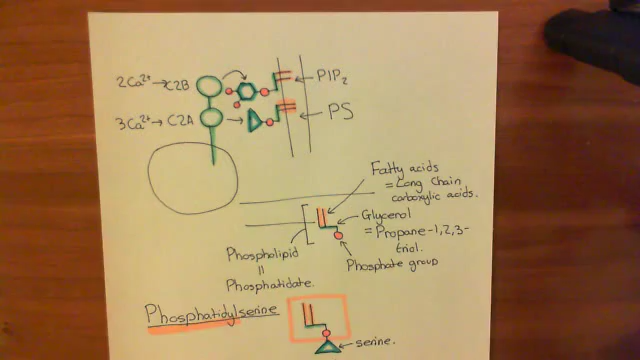 2Ca²⁺ → C2B
PIP₂
3Ca²⁺ → C2A
PS
Fatty acids
= Long Chain
carboxylic acids.
Glycerol
= Propane-1,2,3-
triol.
Phosphate group
Phospholipid
=
Phosphatidate.
Phosphatidylserine
serine.